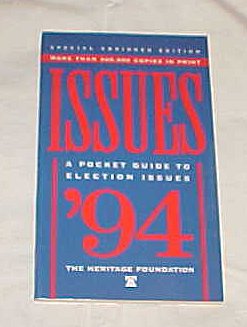 SPECIAL ABRIDGED EDITION
MORE THAN 200,000 COPIES IN PRINT
ISSUES
A POCKET GUIDE TO
ELECTION ISSUES
'94
THE HERITAGE FOUNDATION